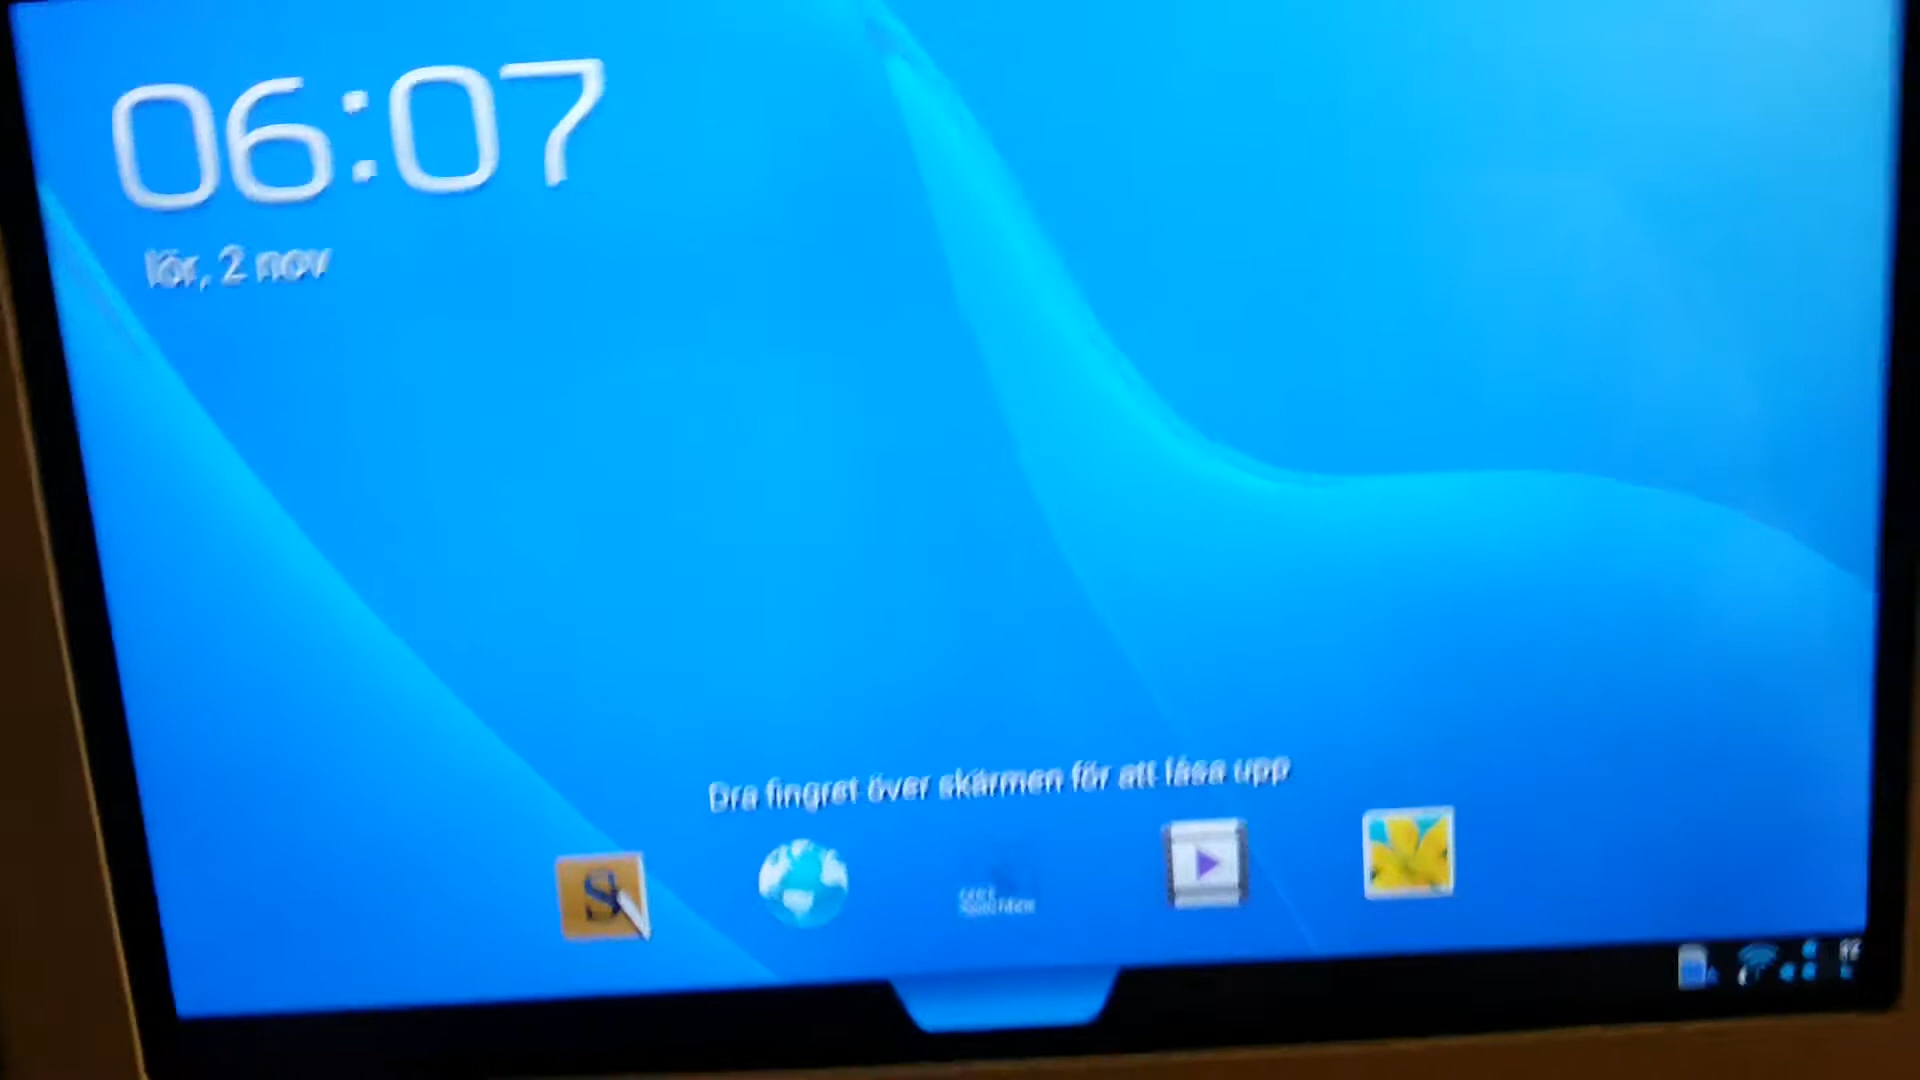 06:07
lör, 2 nov
Dra fingret över skärmen för att låsa upp
S